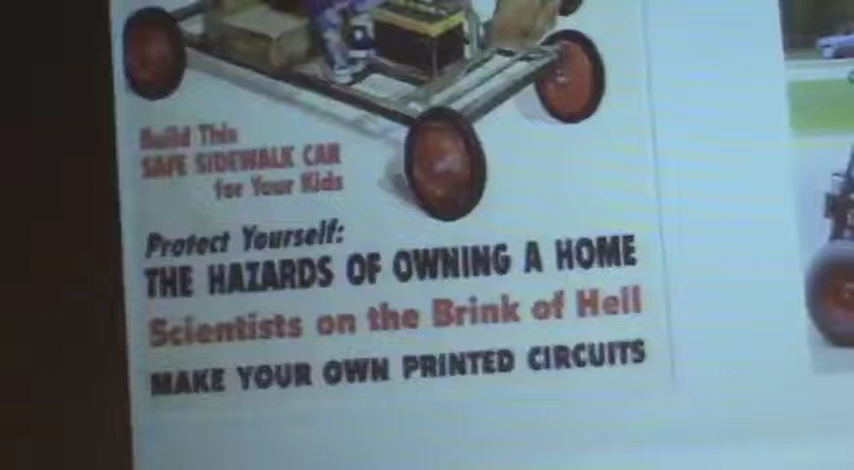 Build This
SAFE SIDEWALK CAR
for Your Kids
Protect Yourself:
THE HAZARDS OF OWNING A HOME
Scientists on the Brink of Hell
MAKE YOUR OWN PRINTED CIRCUITS